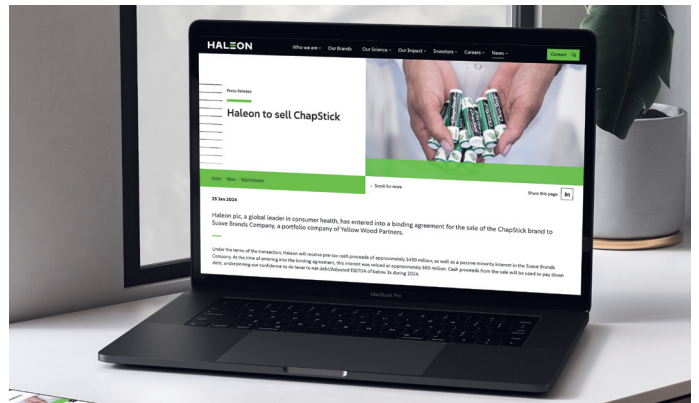 HALEON
Who we are
Our Brands
Our Science
Our Impact
Investors
Careers
News
Contact
Press Release
Haleon to sell ChapStick
Home
News
Press Releases
Scroll for more
Share this page
in
25 Jan 2024
Haleon plc, a global leader in consumer health, has entered into a binding agreement for the sale of the ChapStick brand to
Suave Brands Company, a portfolio company of Yellow Wood Partners.
Under the terms of the transaction, Haleon will receive pre-tax cash proceeds of approximately $430 million, as well as a passive minority interest in the Suave Brands
Company. At the time of entering into the binding agreement, this interest was valued at approximately $80 million. Cash proceeds from the sale will be used to pay down
debt, underpinning our confidence to de-lever to net debt/Adjusted EBITDA of below 3x during 2024.
MacBook Pro